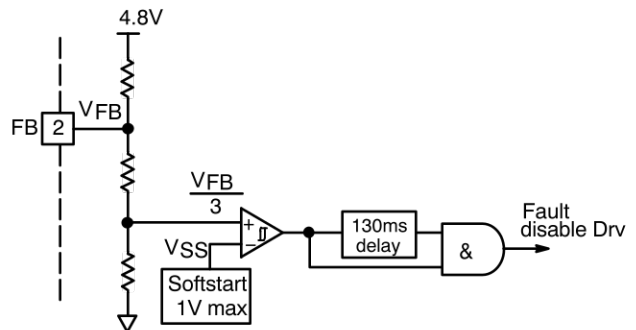 4.8V
VFB
FB 2
VFB
3
+
−
VSS
Softstart
1V max
130ms
delay
&
Fault
disable Drv